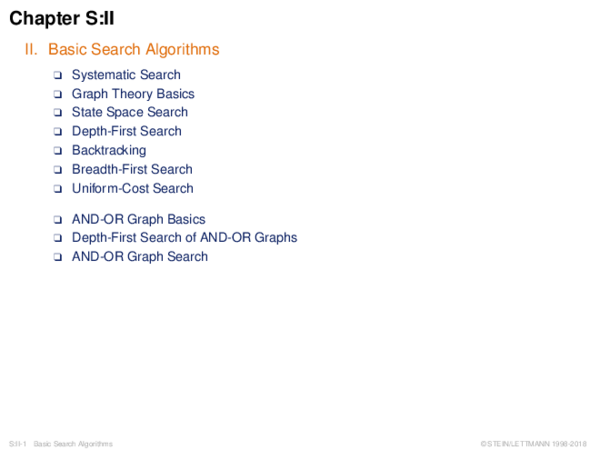 Chapter S:II
II. Basic Search Algorithms
❑ Systematic Search
❑ Graph Theory Basics
❑ State Space Search
❑ Depth-First Search
❑ Backtracking
❑ Breadth-First Search
❑ Uniform-Cost Search
❑ AND-OR Graph Basics
❑ Depth-First Search of AND-OR Graphs
❑ AND-OR Graph Search
S:II-1 Basic Search Algorithms
© STEIN/LETTMANN 1998-2018